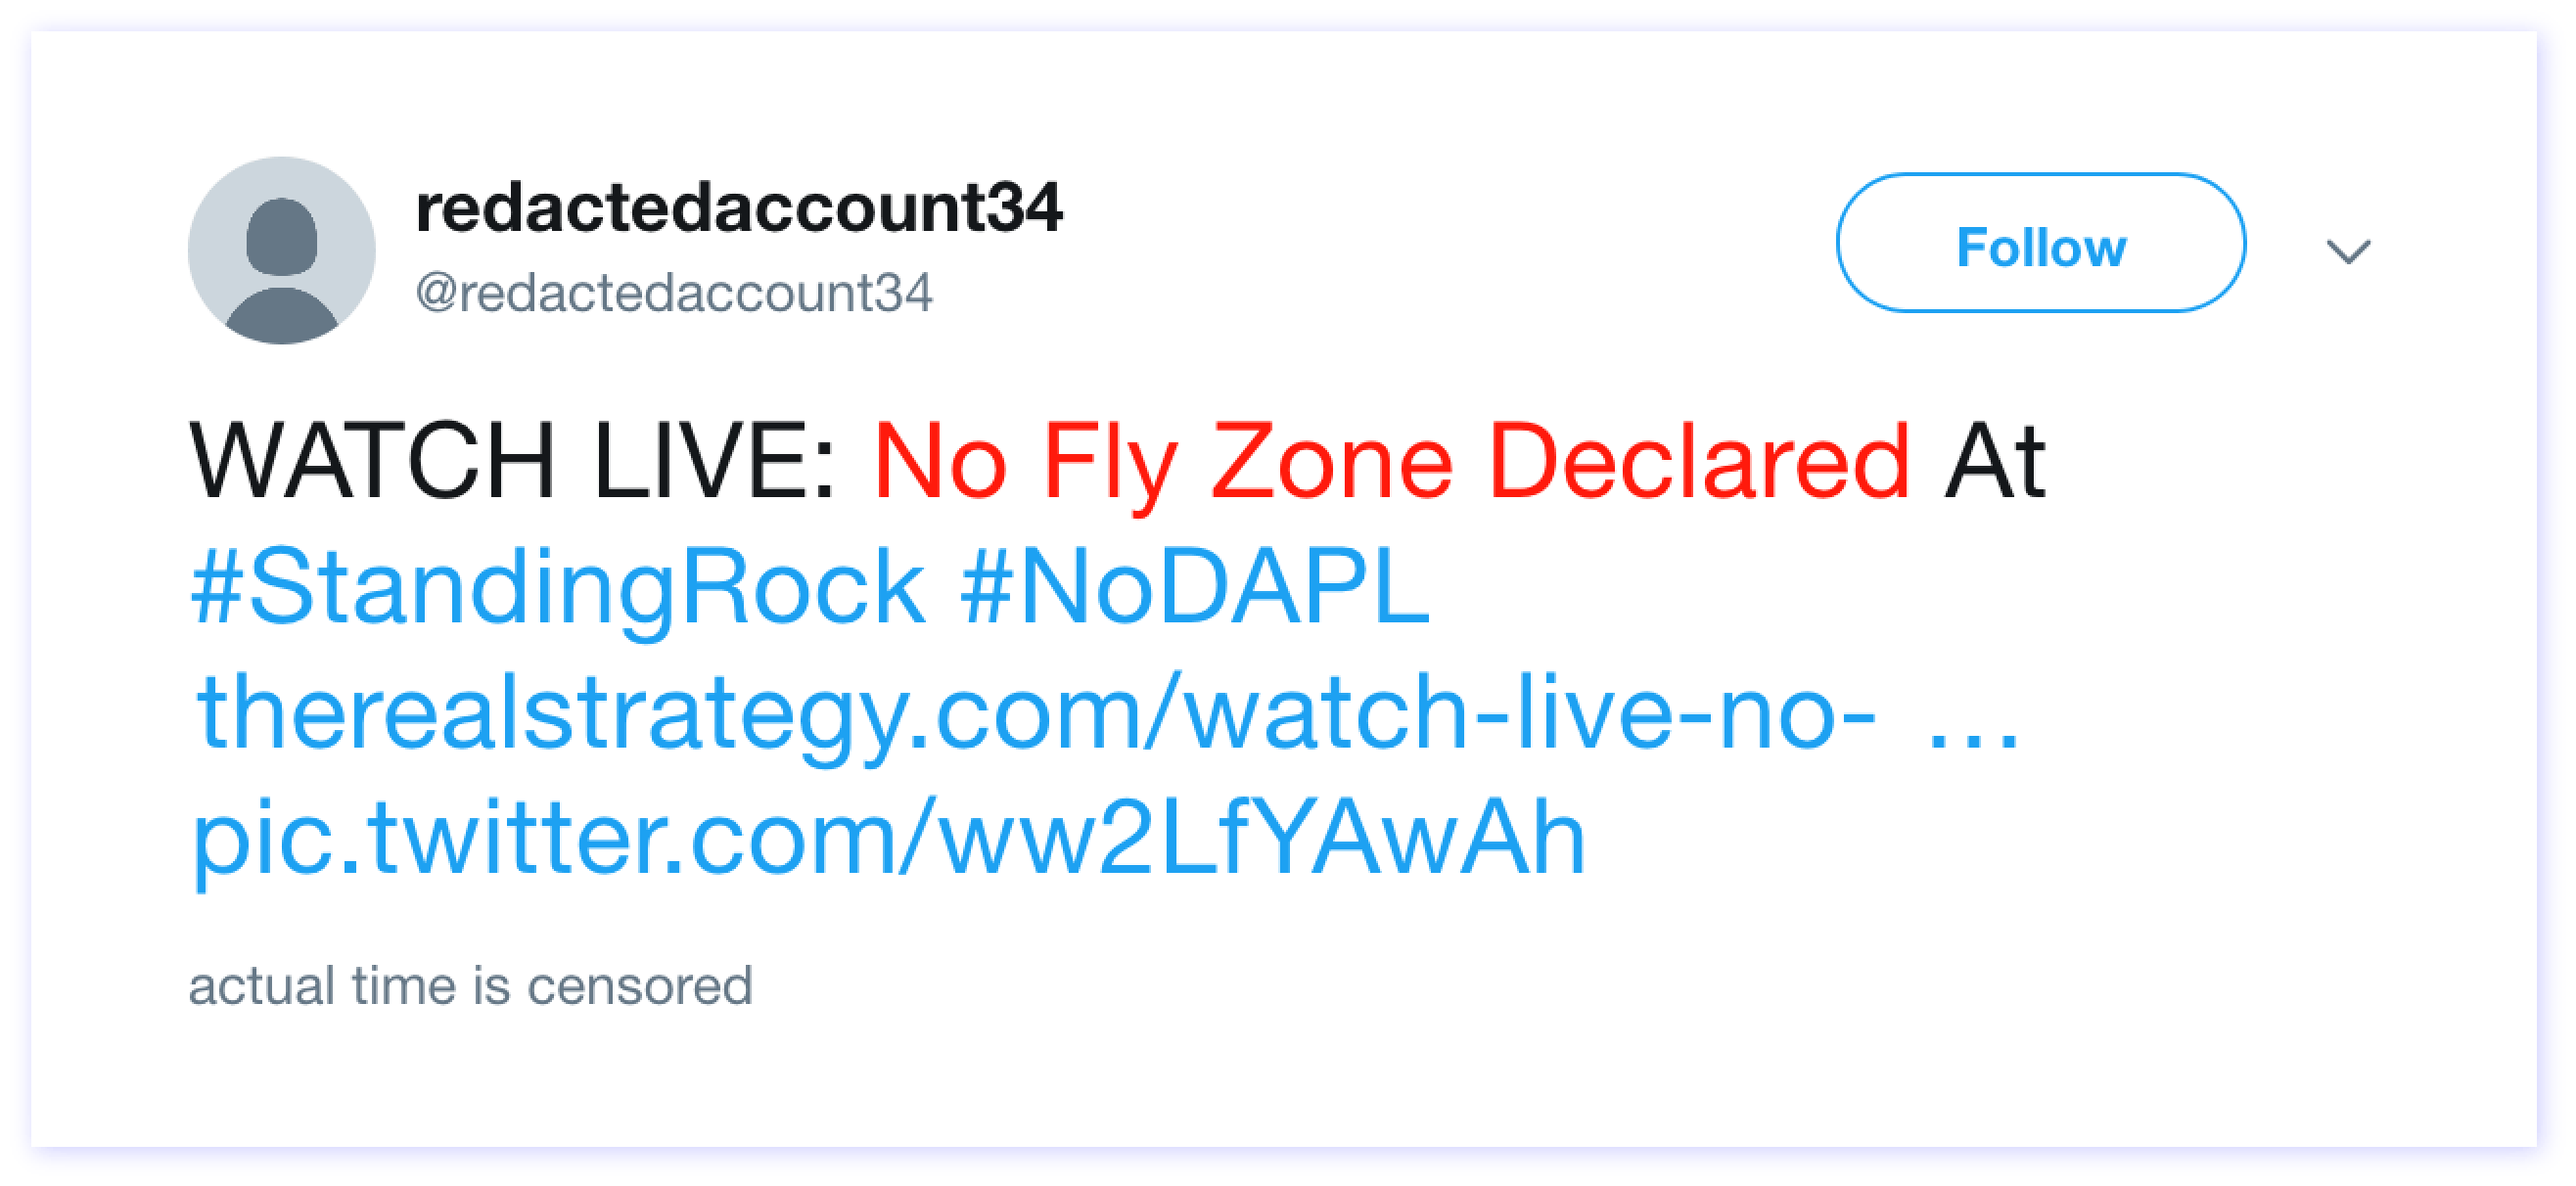 redactedaccount34
@redactedaccount34
Follow
WATCH LIVE: No Fly Zone Declared At
#StandingRock #NoDAPL
therealstrategy.com/watch-live-no- …
pic.twitter.com/ww2LfYAwAh
actual time is censored